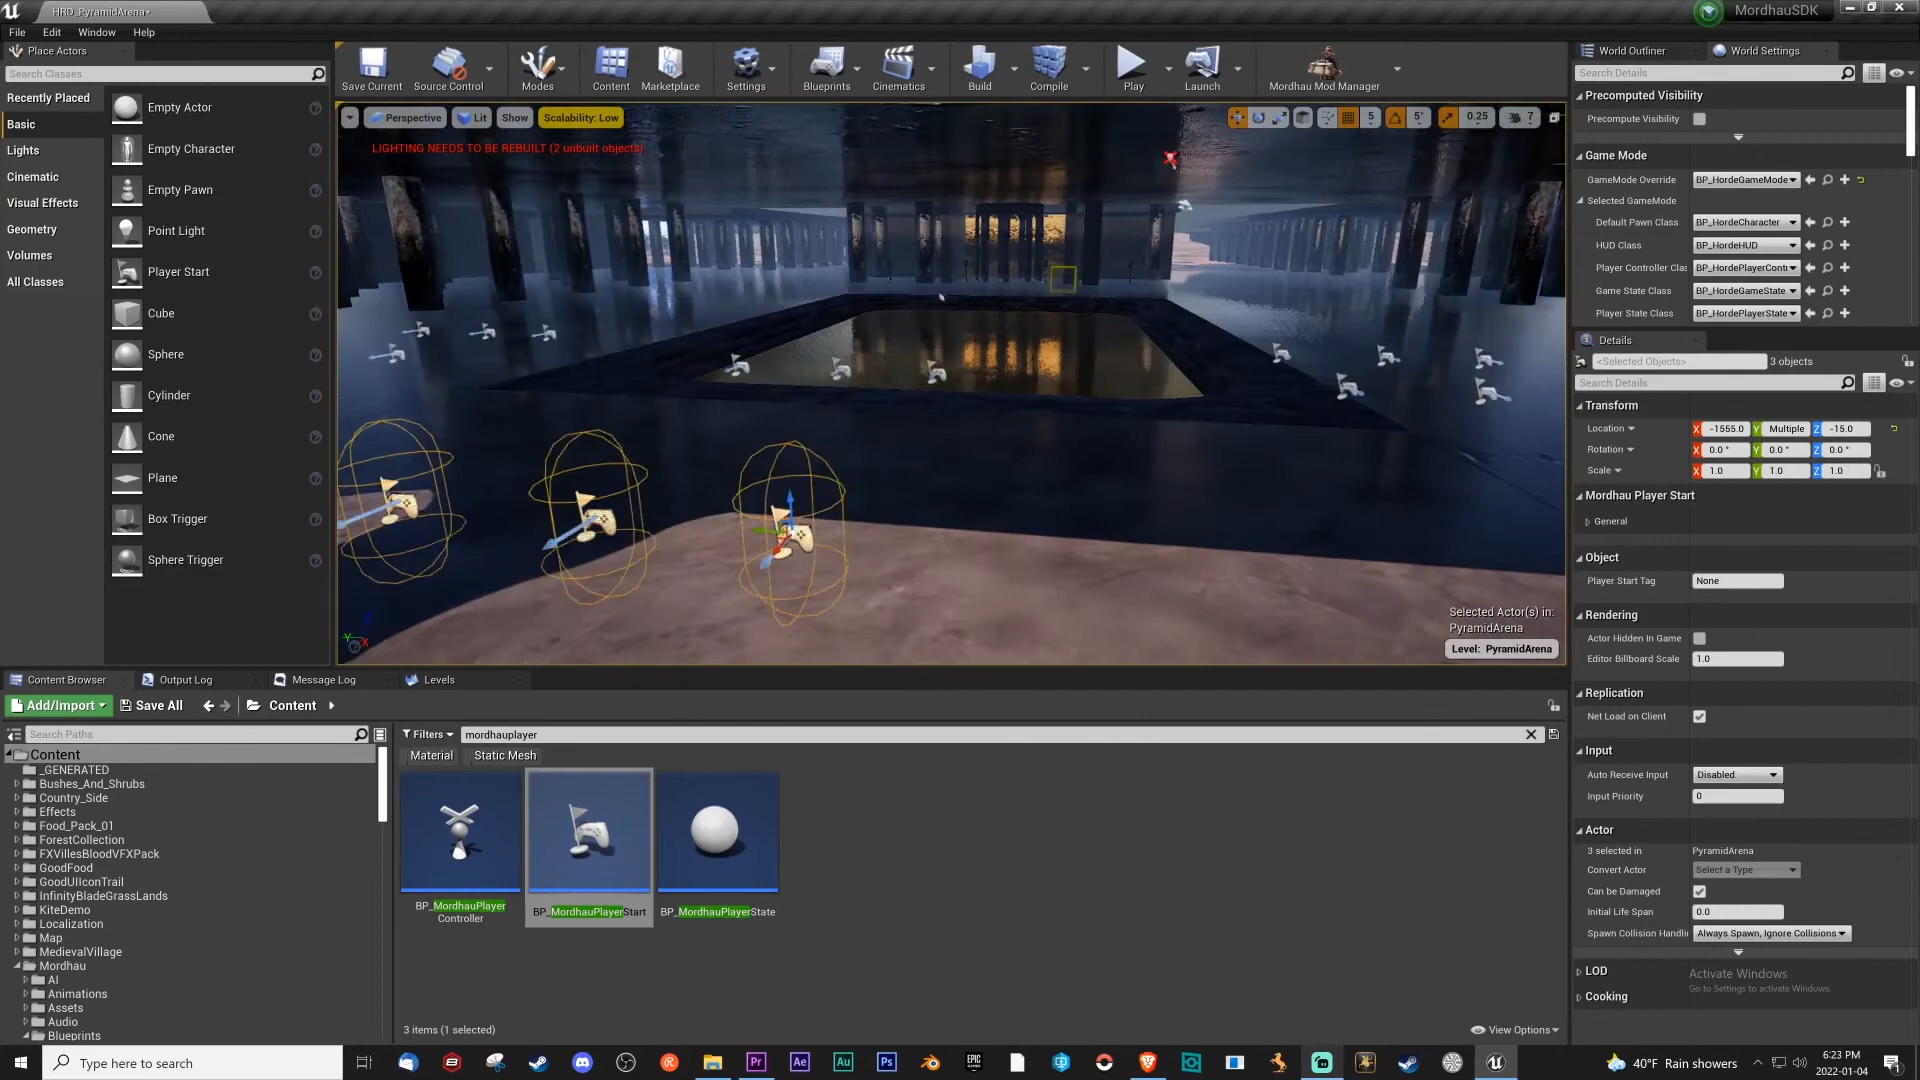 HRD_PyramidArena•
MordhauSDK
File
Edit
Window
Help
Place Actors
Search Classes
Recently Placed
Basic
Lights
Cinematic
Visual Effects
Geometry
Volumes
All Classes
Empty Actor
Empty Character
Empty Pawn
Point Light
Player Start
Cube
Sphere
Cylinder
Cone
Plane
Box Trigger
Sphere Trigger
Save Current
Source Control
Modes
Content
Marketplace
Settings
Blueprints
Cinematics
Build
Compile
Play
Launch
Mordhau Mod Manager
Perspective
Lit
Show
Scalability: Low
5
5°
0.25
7
LIGHTING NEEDS TO BE REBUILT (2 unbuilt objects)
Selected Actor(s) in:
PyramidArena
Level: PyramidArena
World Outliner
World Settings
Search Details
Precomputed Visibility
Precompute Visibility
Game Mode
GameMode Override
BP_HordeGameMode
Selected GameMode
Default Pawn Class
BP_HordeCharacter
HUD Class
BP_HordeHUD
Player Controller Clas
BP_HordePlayerContr
Game State Class
BP_HordeGameState
Player State Class
BP_HordePlayerState
Details
<Selected Objects>
3 objects
Search Details
Transform
Location
X -1555.0
Y Multiple
Z -15.0
Rotation
X 0.0°
Y 0.0°
Z 0.0°
Scale
X 1.0
Y 1.0
Z 1.0
Mordhau Player Start
General
Object
Player Start Tag
None
Rendering
Actor Hidden In Game
Editor Billboard Scale
1.0
Replication
Net Load on Client
Input
Auto Receive Input
Disabled
Input Priority
0
Actor
3 selected in
PyramidArena
Convert Actor
Select a Type
Can be Damaged
Initial Life Span
0.0
Spawn Collision Handli
Always Spawn, Ignore Collisions
LOD
Cooking
Activate Windows
Go to Settings to activate Windows.
Content Browser
Output Log
Message Log
Levels
Add/Import
Save All
Content
Search Paths
Filters
mordhauplayer
Material
Static Mesh
Content
_GENERATED
Bushes_And_Shrubs
Country_Side
Effects
Food_Pack_01
ForestCollection
FXVillesBloodVFXPack
GoodFood
GoodUIIconTrail
InfinityBladeGrassLands
KiteDemo
Localization
Map
MedievalVillage
Mordhau
AI
Animations
Assets
Audio
Blueprints
BP_MordhauPlayer
Controller
BP_MordhauPlayerStart
BP_MordhauPlayerState
3 items (1 selected)
View Options
Type here to search
Pr
Ae
Au
Ps
EPIC
GAMES
40°F Rain showers
6:23 PM
2022-01-04
1